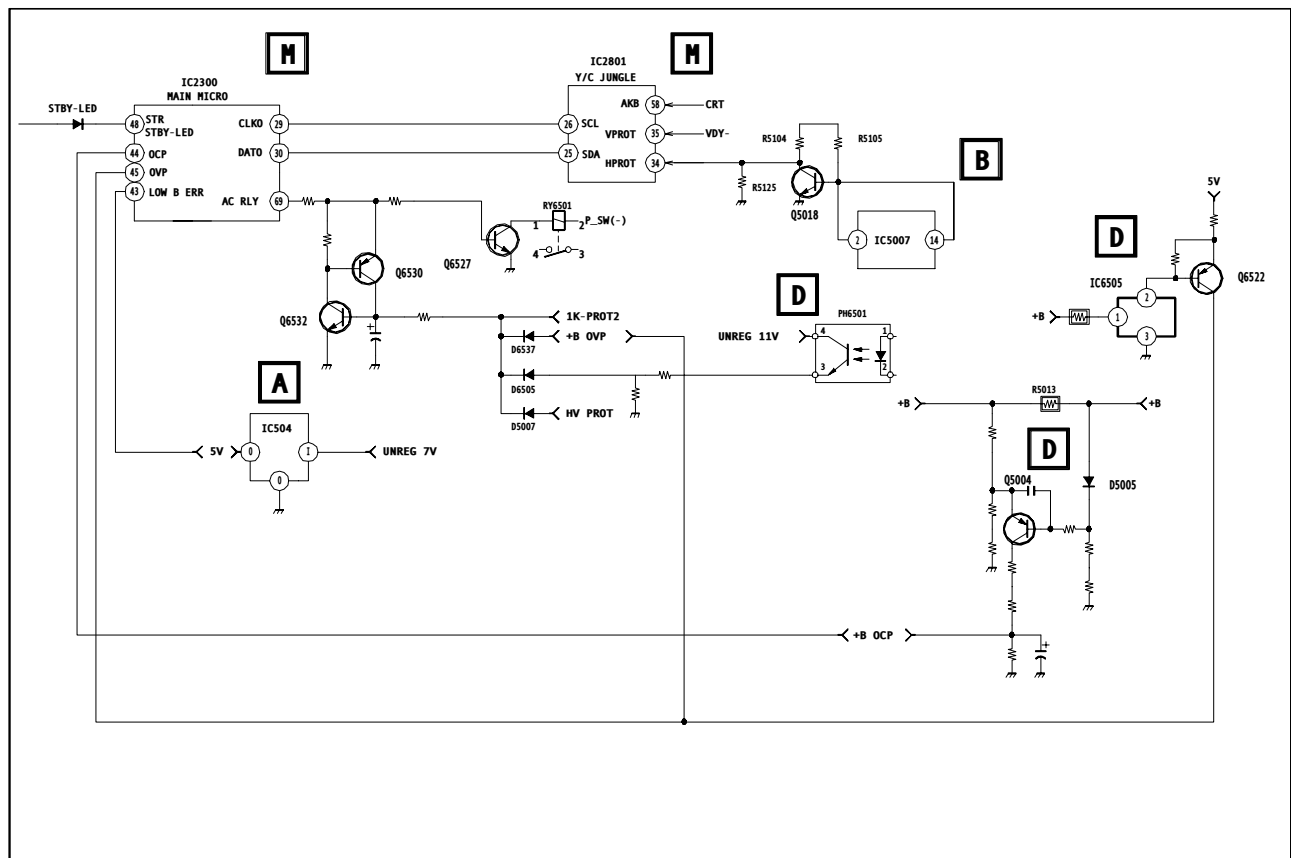 M
M
IC2300
MAIN MICRO
IC2801
Y/C JUNGLE
STBY-LED
48
STR
STBY-LED
44
OCP
45
OVP
43
LOW B ERR
CLKO
29
DATO
30
AC RLY
69
26
SCL
25
SDA
AKB
58
CRT
VPROT
35
VDY-
HPROT
34
R5104
R5105
R5125
Q5018
B
2
IC5007
14
RY6501
1
2
P_SW(-)
4
3
Q6530
Q6527
Q6532
1K-PROT2
+B OVP
D6537
D6505
HV PROT
D5007
D
PH6501
UNREG 11V
4
1
3
2
5V
D
IC6505
Q6522
2
+B
1
3
A
IC504
5V
O
I
UNREG 7V
0
+B
R5013
+B
D
Q5004
D5005
+
+B OCP
+